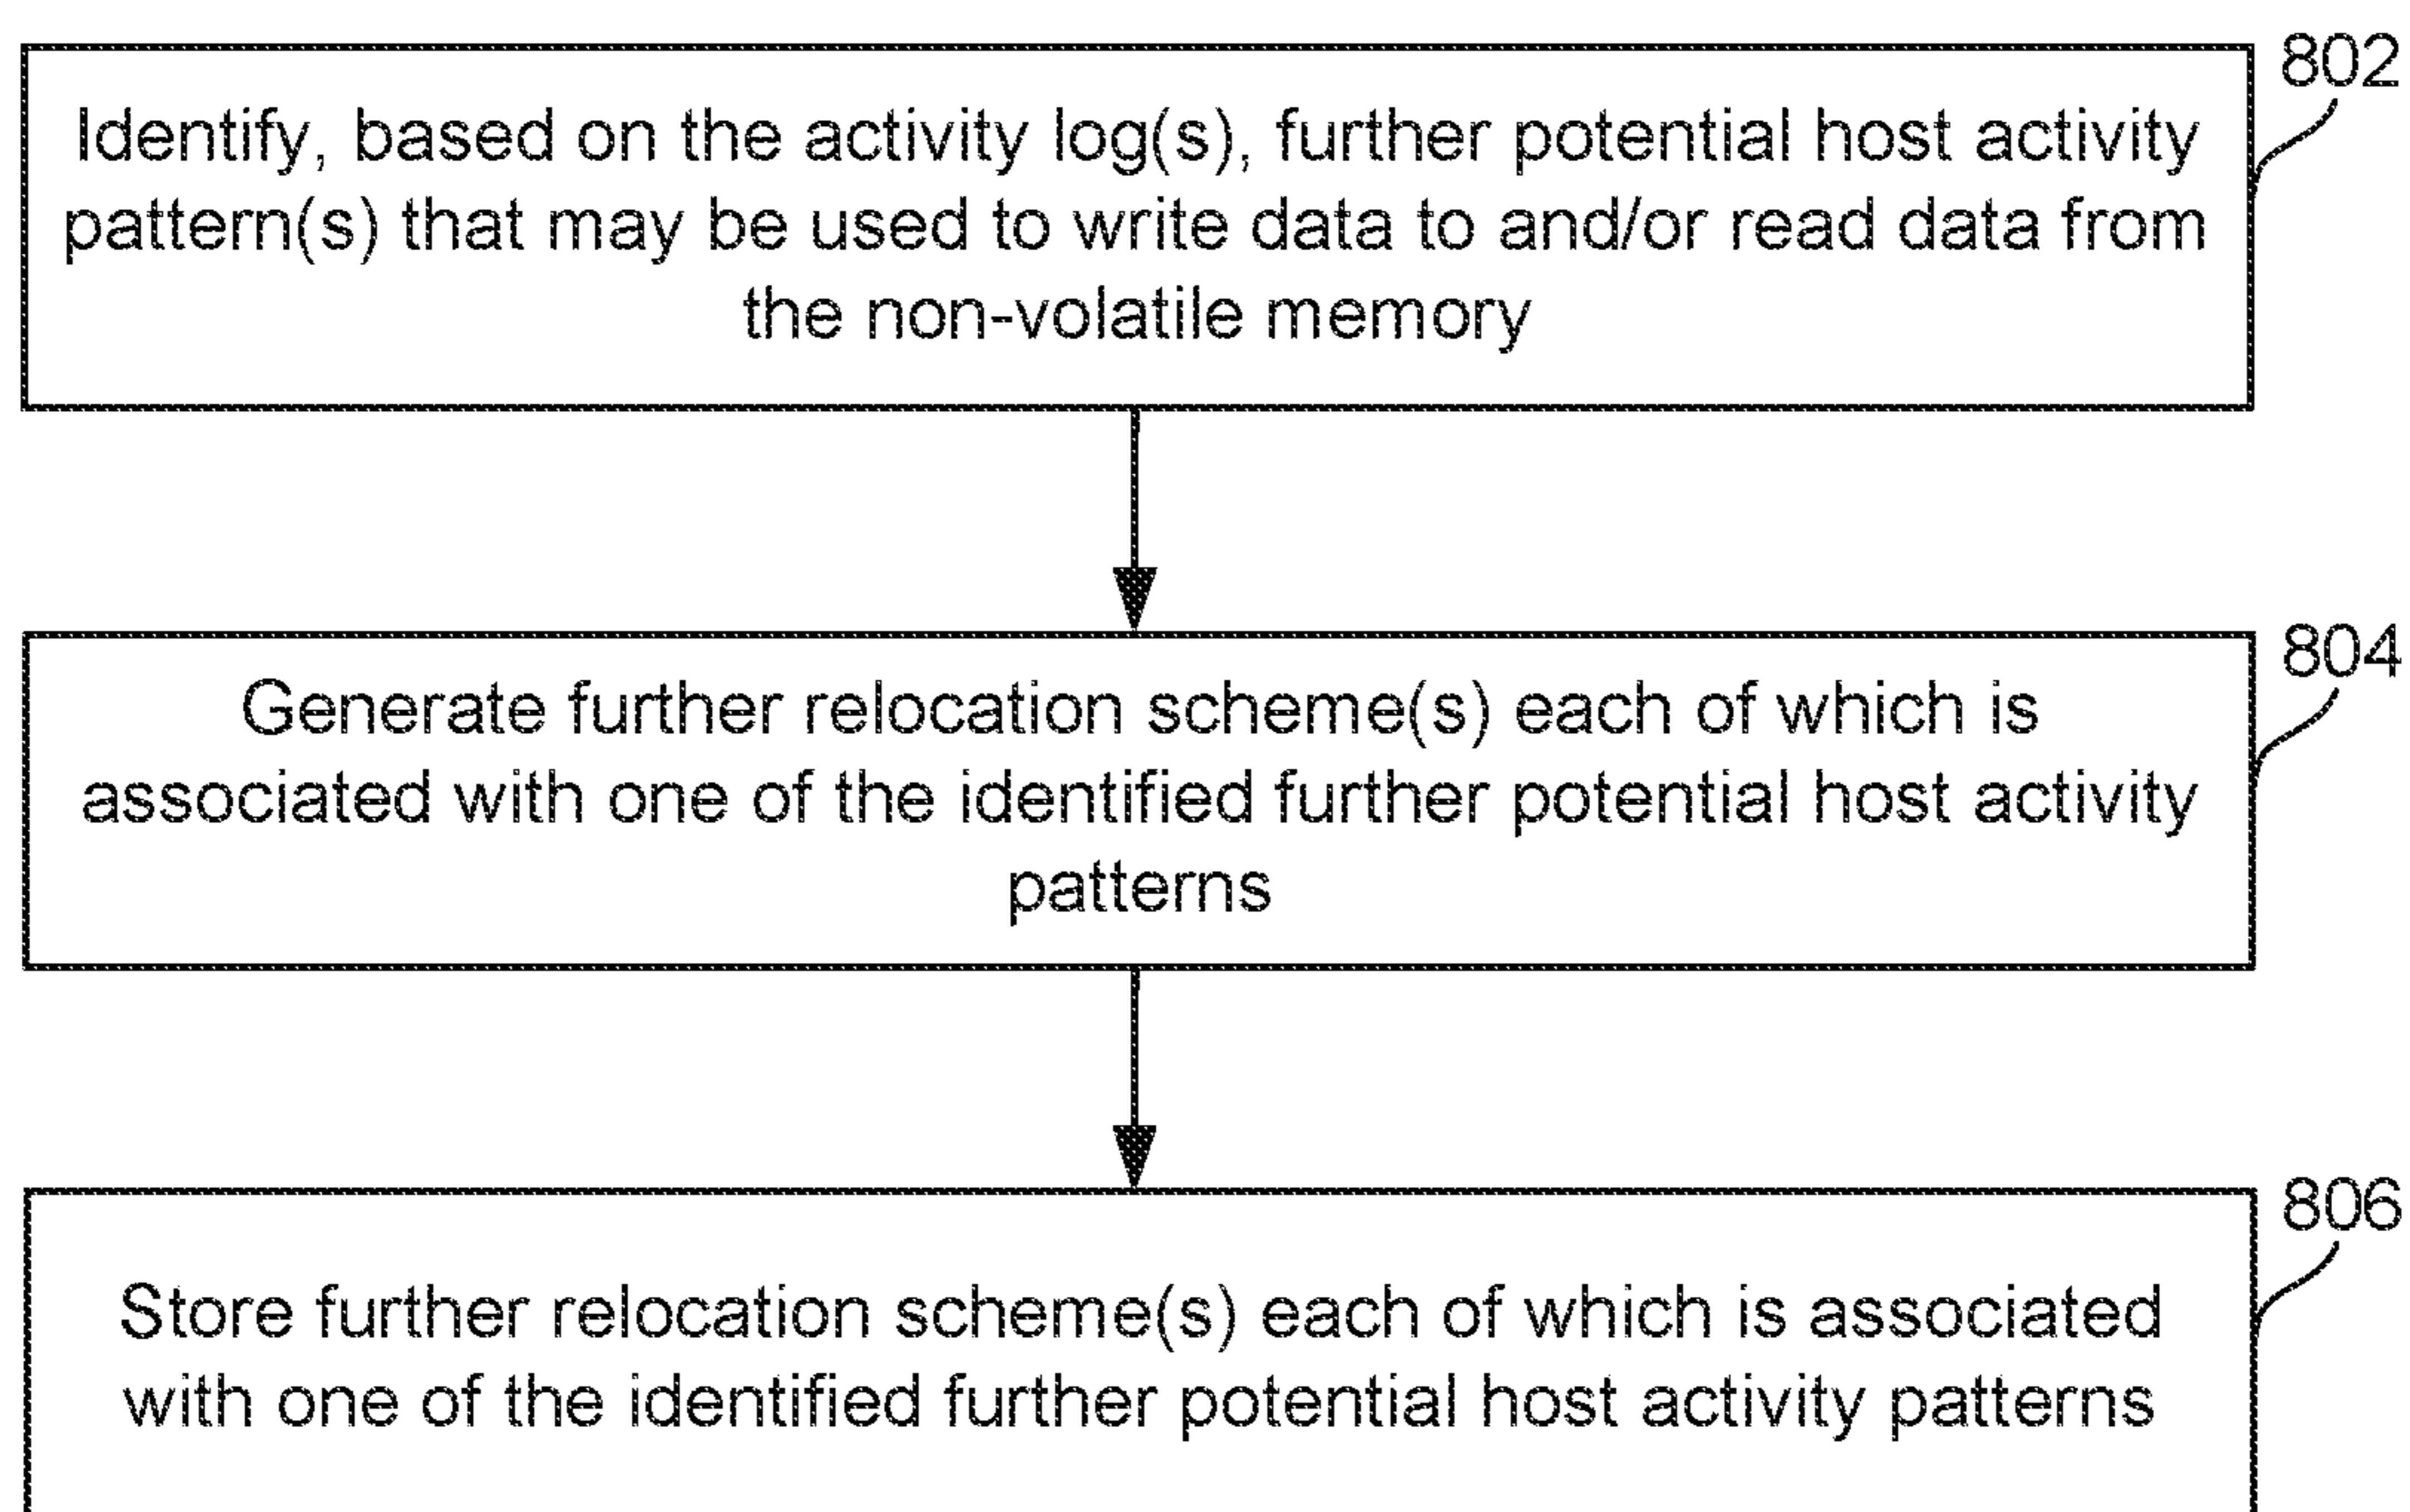 802
Identify, based on the activity log(s), further potential host activity
pattern(s) that may be used to write data to and/or read data from
the non-volatile memory
804
Generate further relocation scheme(s) each of which is
associated with one of the identified further potential host activity
patterns
806
Store further relocation scheme(s) each of which is associated
with one of the identified further potential host activity patterns